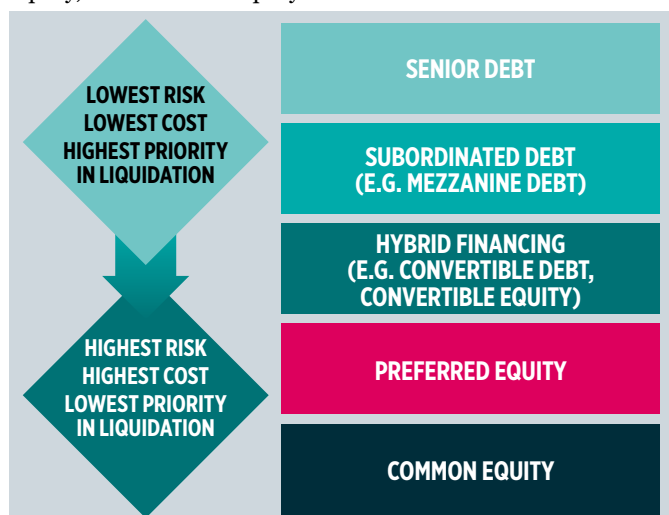 LOWEST RISK
LOWEST COST
HIGHEST PRIORITY
IN LIQUIDATION
SENIOR DEBT
SUBORDINATED DEBT
(E.G. MEZZANINE DEBT)
HYBRID FINANCING
(E.G. CONVERTIBLE DEBT,
CONVERTIBLE EQUITY)
HIGHEST RISK
HIGHEST COST
LOWEST PRIORITY
IN LIQUIDATION
PREFERRED EQUITY
COMMON EQUITY